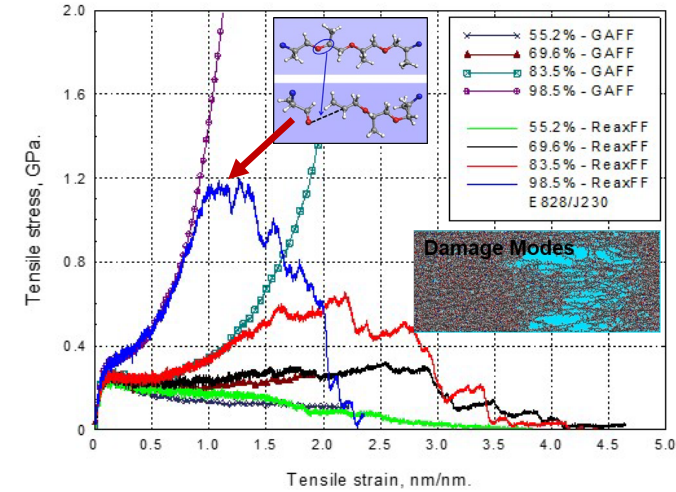 2.0
1.6
1.2
0.8
0.4
0
0
0.5
1.0
1.5
2.0
2.5
3.0
3.5
4.0
4.5
5.0
Tensile stress, GPa.
Tensile strain, nm/nm.
55.2% - GAFF
69.6% - GAFF
83.5% - GAFF
98.5% - GAFF
55.2% - ReaxFF
69.6% - ReaxFF
83.5% - ReaxFF
98.5% - ReaxFF
E828/J230
Damage Modes